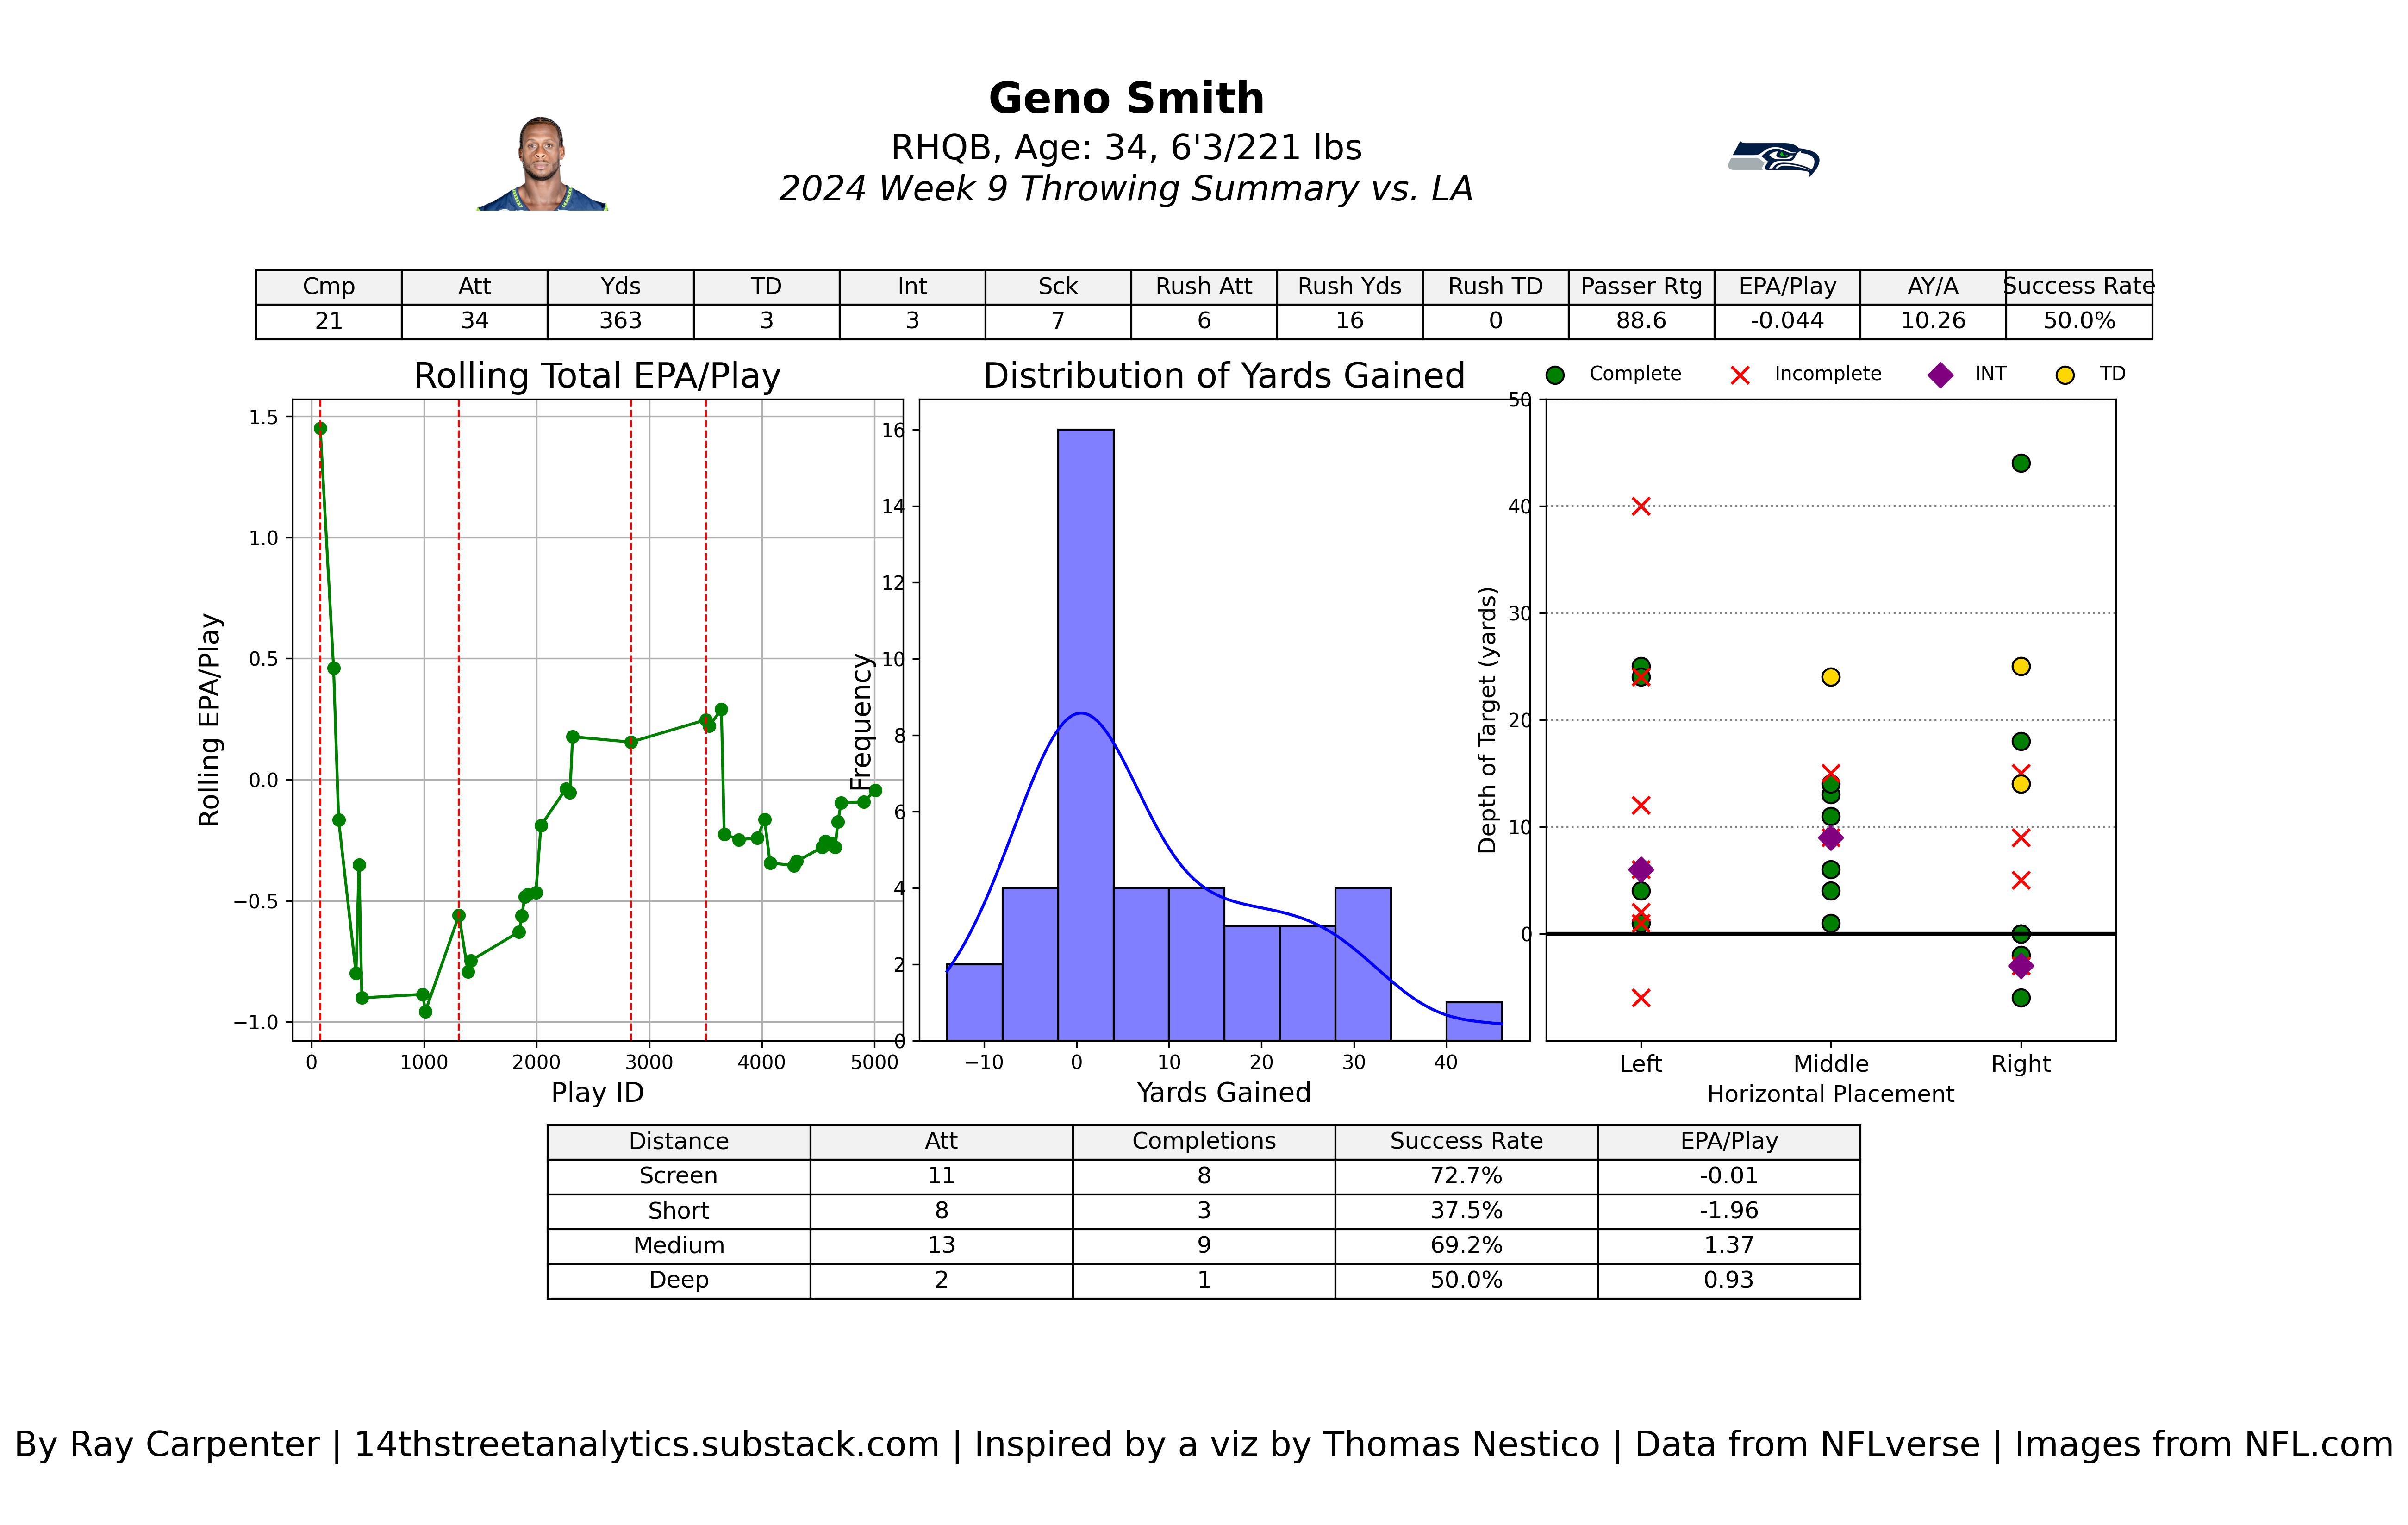 Geno Smith
RHQB, Age: 34, 6'3/221 lbs
2024 Week 9 Throwing Summary vs. LA
Cmp Att Yds TD Int Sck Rush Att Rush Yds Rush TD Passer Rtg EPA/Play AY/A Success Rate
21 34 363 3 3 7 6 16 0 88.6 -0.044 10.26 50.0%
Rolling Total EPA/Play
1.5
1.0
0.5
0.0
−0.5
−1.0
Rolling EPA/Play
0 1000 2000 3000 4000 5000
Play ID
Distribution of Yards Gained
16
14
12
10
8
6
4
2
0
Frequency
−10 0 10 20 30 40
Yards Gained
Complete Incomplete INT TD
50
40
30
20
10
0
Depth of Target (yards)
Left Middle Right
Horizontal Placement
Distance Att Completions Success Rate EPA/Play
Screen 11 8 72.7% -0.01
Short 8 3 37.5% -1.96
Medium 13 9 69.2% 1.37
Deep 2 1 50.0% 0.93
By Ray Carpenter | 14thstreetanalytics.substack.com | Inspired by a viz by Thomas Nestico | Data from NFLverse | Images from NFL.com